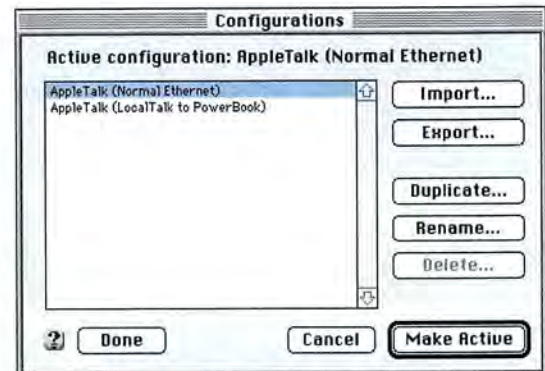 Configurations
Active configuration: AppleTalk (Normal Ethernet)
AppleTalk (Normal Ethernet)
AppleTalk (LocalTalk to PowerBook)
Import...
Export...
Duplicate...
Rename...
Delete...
?
Done
Cancel
Make Active